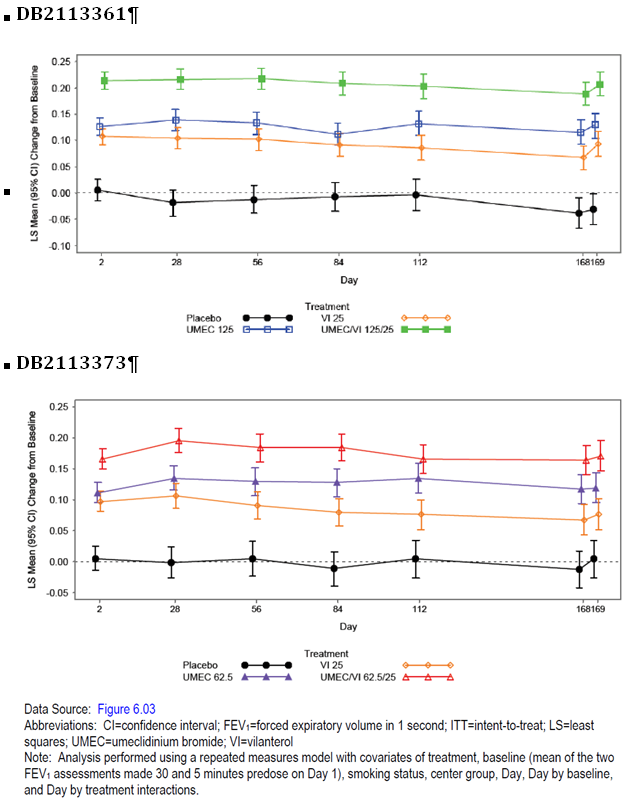 ▪ DB2113361¶
LS Mean (95% CI) Change from Baseline
0.25
0.20
0.15
0.10
0.05
0.00
-0.05
-0.10
2 28 56 84 112 168169
Day
Treatment
Placebo VI 25
UMEC 125 UMEC/VI 125/25
▪ DB2113373¶
LS Mean (95% CI) Change from Baseline
0.25
0.20
0.15
0.10
0.05
0.00
-0.05
2 28 56 84 112 168169
Day
Treatment
Placebo VI 25
UMEC 62.5 UMEC/VI 62.5/25
Data Source: Figure 6.03
Abbreviations: CI=confidence interval; FEV₁=forced expiratory volume in 1 second; ITT=intent-to-treat; LS=least
squares; UMEC=umeclidinium bromide; VI=vilanterol
Note: Analysis performed using a repeated measures model with covariates of treatment, baseline (mean of the two
FEV₁ assessments made 30 and 5 minutes predose on Day 1), smoking status, center group, Day, Day by baseline,
and Day by treatment interactions.